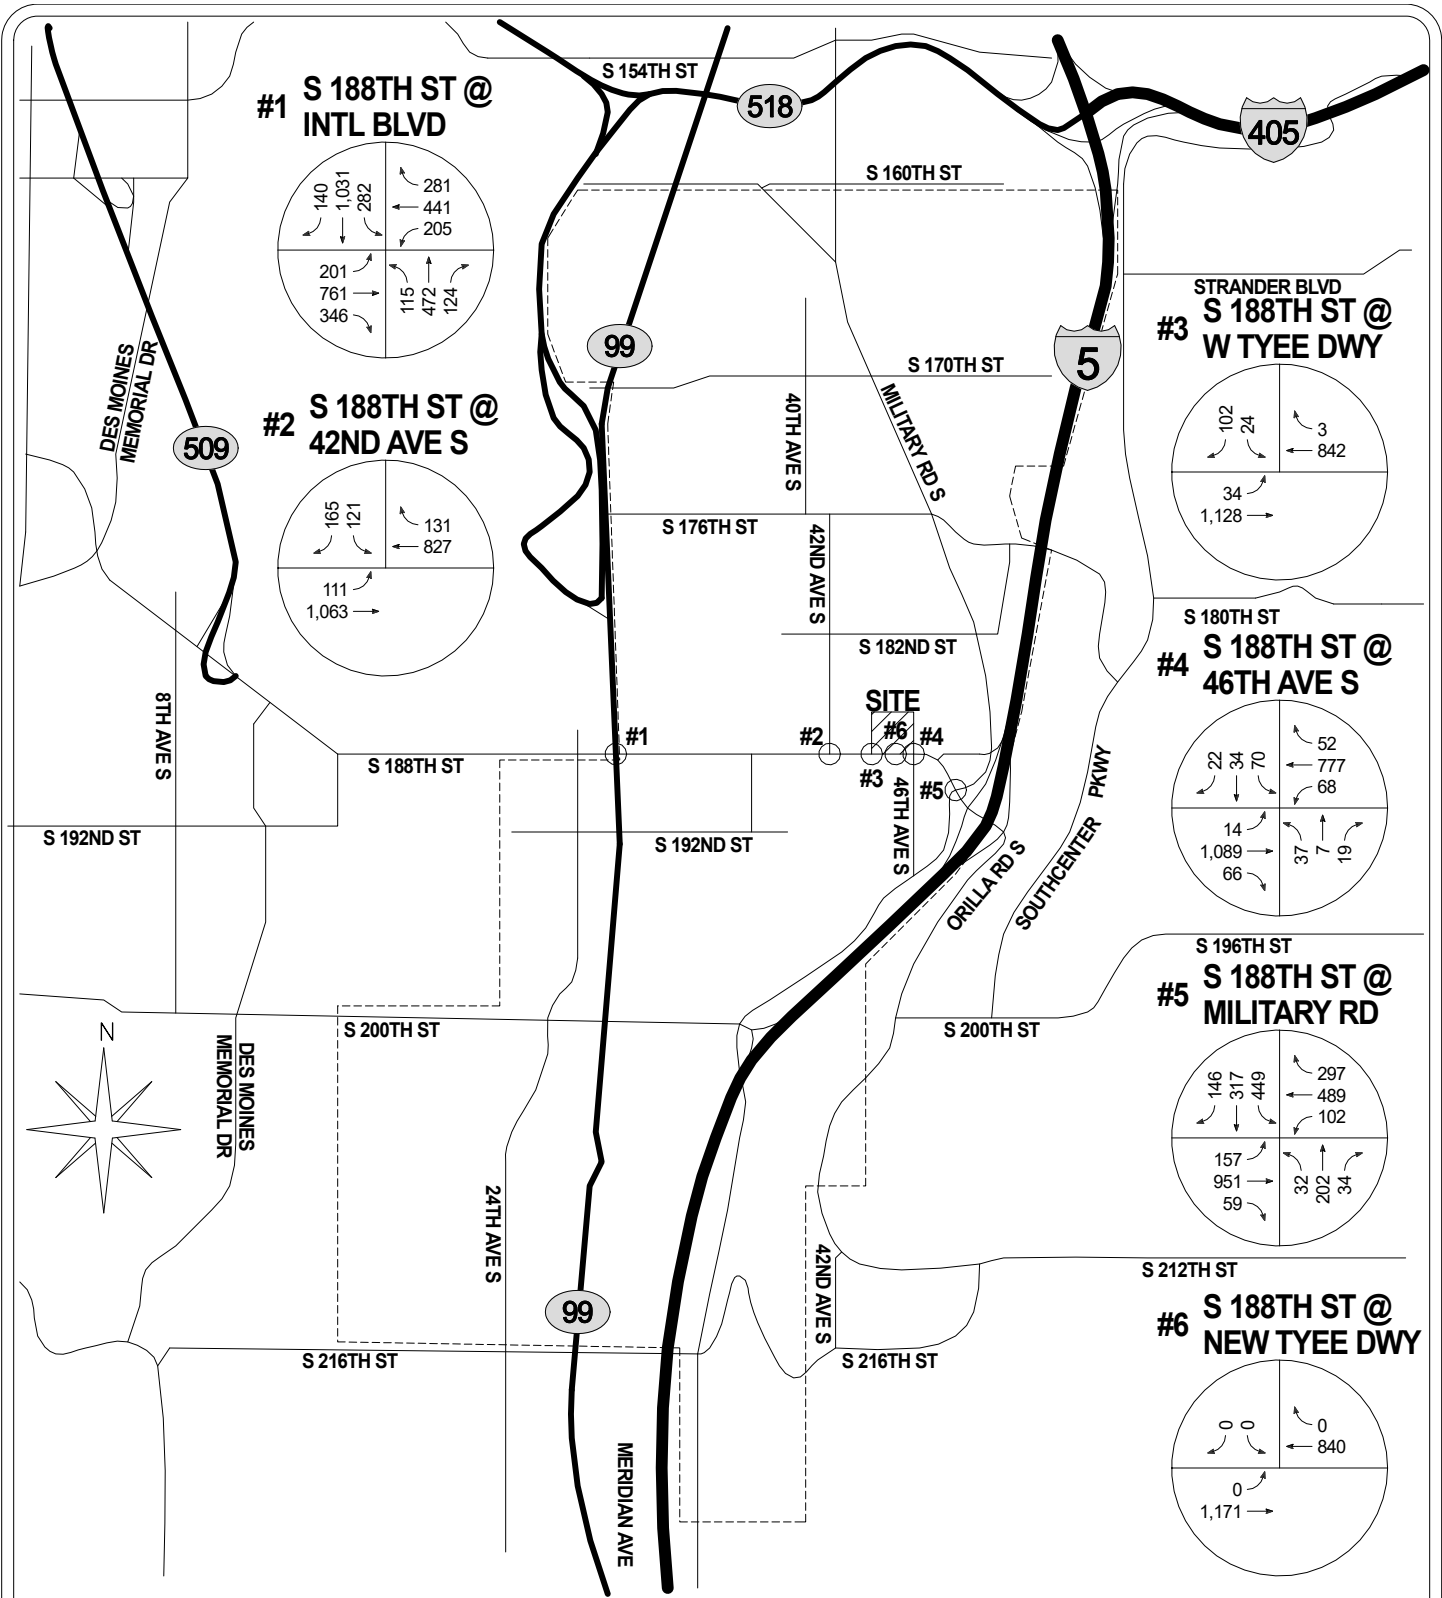 S 154TH ST
518
405
#1
S 188TH ST @
INTL BLVD
140
1,031
282
281
441
205
201
761
346
115
472
124
S 160TH ST
STRANDER BLVD
#3
S 188TH ST @
W TYEE DWY
102
24
3
842
34
1,128
DES MOINES
MEMORIAL DR
509
99
5
S 170TH ST
40TH AVE S
MILITARY RD S
#2
S 188TH ST @
42ND AVE S
165
121
131
827
111
1,063
S 176TH ST
42ND AVE S
S 182ND ST
S 180TH ST
#4
S 188TH ST @
46TH AVE S
22
34
70
52
777
68
14
1,089
66
37
7
19
8TH AVE S
SITE
#1
#2
#6
#4
#3
#5
S 188TH ST
46TH AVE S
S 192ND ST
S 192ND ST
ORILLA RD S
SOUTHCENTER PKWY
S 196TH ST
#5
S 188TH ST @
MILITARY RD
146
317
449
297
489
102
157
951
59
32
202
34
N
S 200TH ST
S 200TH ST
DES MOINES
MEMORIAL DR
24TH AVE S
42ND AVE S
S 212TH ST
99
S 216TH ST
S 216TH ST
#6
S 188TH ST @
NEW TYEE DWY
0
0
0
840
0
1,171
MERIDIAN AVE